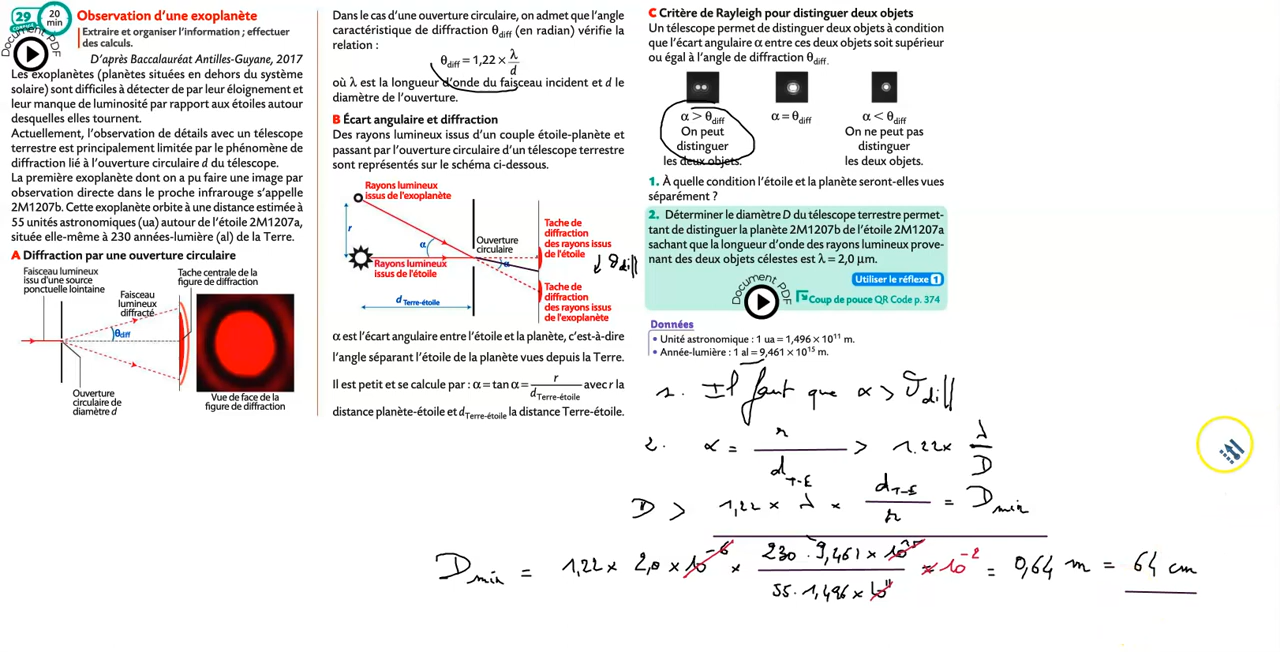 29
20 min
Document PDF
Observation d'une exoplanète
Extraire et organiser l'information ; effectuer
des calculs.
D'après Baccalauréat Antilles-Guyane, 2017
Les exoplanètes (planètes situées en dehors du système
solaire) sont difficiles à détecter de par leur éloignement et
leur manque de luminosité par rapport aux étoiles autour
desquelles elles tournent.
Actuellement, l'observation de détails avec un télescope
terrestre est principalement limitée par le phénomène de
diffraction lié à l'ouverture circulaire d du télescope.
La première exoplanète dont on a pu faire une image par
observation directe dans le proche infrarouge s'appelle
2M1207b. Cette exoplanète orbite à une distance estimée à
55 unités astronomiques (ua) autour de l'étoile 2M1207a,
située elle-même à 230 années-lumière (al) de la Terre.
A Diffraction par une ouverture circulaire
Faisceau lumineux
issu d'une source
ponctuelle lointaine
Faisceau
lumineux
diffracté
Tache centrale de la
figure de diffraction
θdiff
Ouverture
circulaire de
diamètre d
Vue de face de la
figure de diffraction
Dans le cas d'une ouverture circulaire, on admet que l'angle
caractéristique de diffraction θdiff (en radian) vérifie la
relation :
θdiff = 1,22 × λ/d
où λ est la longueur d'onde du faisceau incident et d le
diamètre de l'ouverture.
B Écart angulaire et diffraction
Des rayons lumineux issus d'un couple étoile-planète et
passant par l'ouverture circulaire d'un télescope terrestre
sont représentés sur le schéma ci-dessous.
Rayons lumineux
issus de l'exoplanète
r
α
Rayons lumineux
issus de l'étoile
Ouverture
circulaire
α
Tache de
diffraction
des rayons issus
de l'étoile
θdiff
Tache de
diffraction
des rayons issus
de l'exoplanète
d Terre-étoile
α est l'écart angulaire entre l'étoile et la planète, c'est-à-dire
l'angle séparant l'étoile de la planète vues depuis la Terre.
Il est petit et se calcule par : α = tan α = r/dTerre-étoile avec r la
distance planète-étoile et dTerre-étoile la distance Terre-étoile.
C Critère de Rayleigh pour distinguer deux objets
Un télescope permet de distinguer deux objets à condition
que l'écart angulaire α entre ces deux objets soit supérieur
ou égal à l'angle de diffraction θdiff.
α > θdiff
On peut
distinguer
les deux objets.
α = θdiff
α < θdiff
On ne peut pas
distinguer
les deux objets.
1. À quelle condition l'étoile et la planète seront-elles vues
séparément ?
2. Déterminer le diamètre D du télescope terrestre permet-
tant de distinguer la planète 2M1207b de l'étoile 2M1207a
sachant que la longueur d'onde des rayons lumineux prove-
nant des deux objets célestes est λ = 2,0 μm.
Utiliser le réflexe 1
Document PDF
Coup de pouce QR Code p. 374
Données
• Unité astronomique : 1 ua = 1,496 × 10¹¹ m.
• Année-lumière : 1 al = 9,461 × 10¹⁵ m.
1. Il faut que α > θdiff
2. α = r/dT-E > 1.22 × λ/D
D > 1,22 × λ × dT-E/r = Dmin
Dmin = 1,22 × 2,0 × 10⁻⁶ × 230 · 9,461 × 10¹⁵/55 · 1,496 × 10¹¹ × 10⁻² = 0,64 m = 64 cm